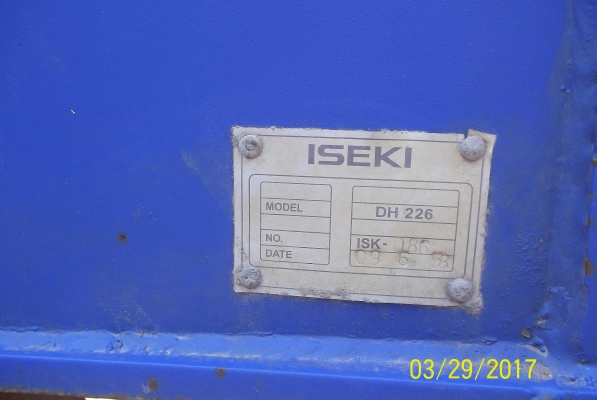 ISEKI
MODEL DH 226
NO. ISK-
DATE
03/29/2017